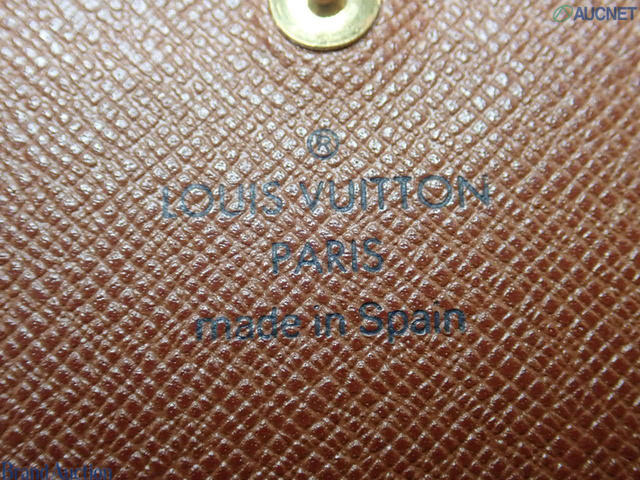 AUCNET
®
LOUIS VUITTON
PARIS
made in Spain
Brand Auction